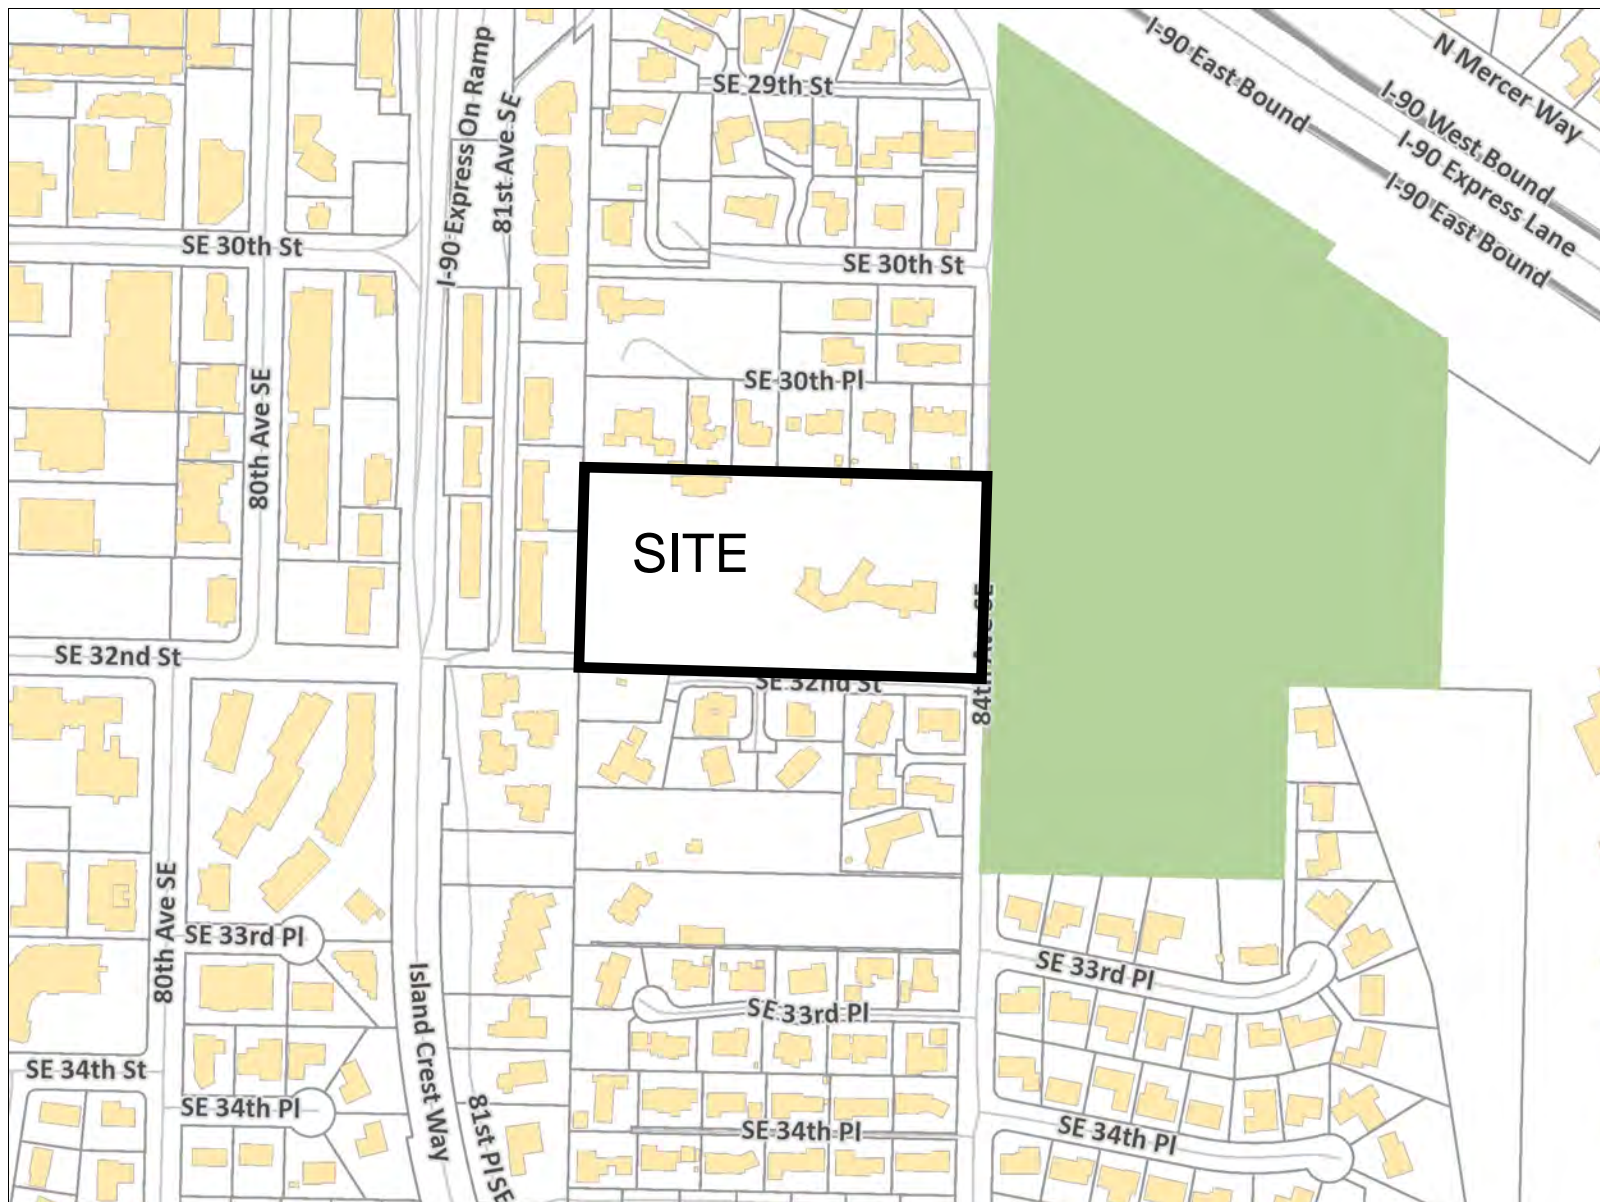 I-90 East Bound
N Mercer Way
I-90 West Bound
I-90 Express Lane
I-90 East Bound
I-90 Express On Ramp
81st Ave SE
SE 29th St
SE 30th St
SE 30th St
SE 30th Pl
80th Ave SE
SITE
84th Ave SE
SE 32nd St
SE 32nd St
80th Ave SE
SE 33rd Pl
Island Crest Way
SE 33rd Pl
SE 33rd Pl
SE 34th St
SE 34th Pl
81st Pl SE
SE 34th Pl
SE 34th Pl